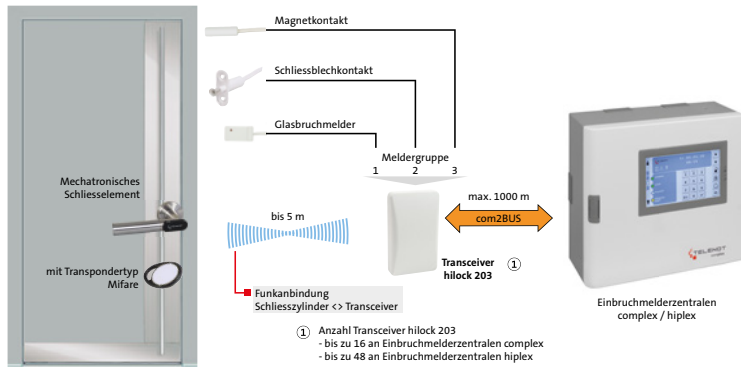 Magnetkontakt
Schliessblechkontakt
Glasbruchmelder
Meldergruppe
1 2 3
Mechatronisches
Schliesselement
mit Transpondertyp
Mifare
bis 5 m
max. 1000 m
com2BUS
Transceiver
hilock 203
1
Funkanbindung
Schliesszylinder <> Transceiver
TELENOT
Einbruchmelderzentralen
complex / hiplex
1 Anzahl Transceiver hilock 203
- bis zu 16 an Einbruchmelderzentralen complex
- bis zu 48 an Einbruchmelderzentralen hiplex